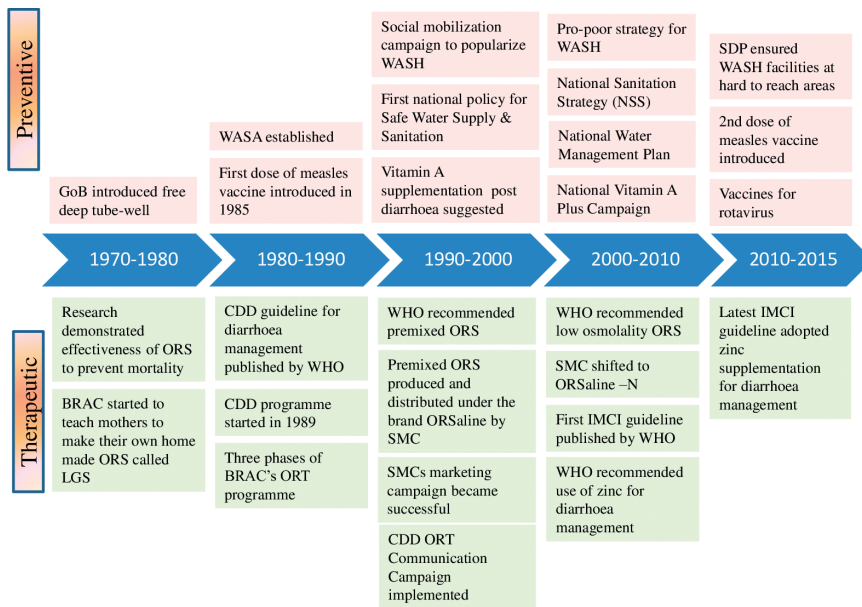 Preventive
Social mobilization
campaign to popularize
WASH
Pro-poor strategy for
WASH
SDP ensured
WASH facilities at
hard to reach areas
First national policy for
Safe Water Supply &
Sanitation
National Sanitation
Strategy (NSS)
WASA established
National Water
Management Plan
2nd dose of
measles vaccine
introduced
GoB introduced free
deep tube-well
First dose of measles
vaccine introduced in
1985
Vitamin A
supplementation post
diarrhoea suggested
National Vitamin A
Plus Campaign
Vaccines for
rotavirus
1970-1980
1980-1990
1990-2000
2000-2010
2010-2015
Therapeutic
Research
demonstrated
effectiveness of ORS
to prevent mortality
BRAC started to
teach mothers to
make their own home
made ORS called
LGS
CDD guideline for
diarrhoea
management
published by WHO
CDD programme
started in 1989
Three phases of
BRAC's ORT
programme
WHO recommended
premixed ORS
Premixed ORS
produced and
distributed under the
brand ORSaline by
SMC
SMCs marketing
campaign became
successful
CDD ORT
Communication
Campaign
implemented
WHO recommended
low osmolality ORS
SMC shifted to
ORSaline –N
First IMCI guideline
published by WHO
WHO recommended
use of zinc for
diarrhoea
management
Latest IMCI
guideline adopted
zinc
supplementation
for diarrhoea
management